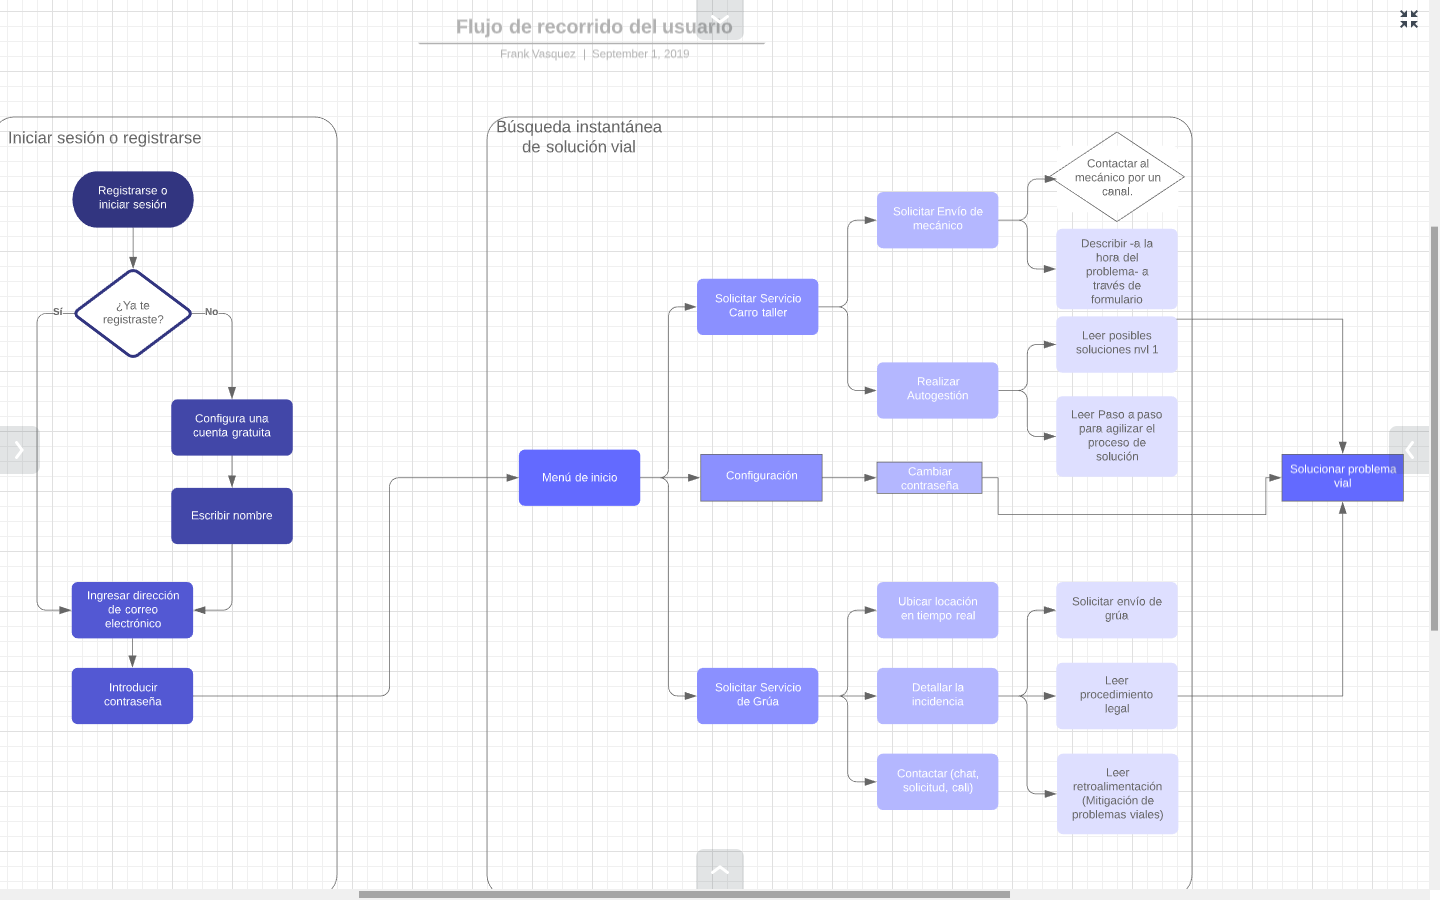 Flujo de recorrido del usuario
Frank Vasquez | September 1, 2019
Iniciar sesión o registrarse
Registrarse o
iniciar sesión
¿Ya te
registraste?
Sí
No
Configura una
cuenta gratuita
Escribir nombre
Ingresar dirección
de correo
electrónico
Introducir
contraseña
Búsqueda instantánea
de solución vial
Menú de inicio
Solicitar Servicio
Carro taller
Configuración
Solicitar Servicio
de Grúa
Solicitar Envío de
mecánico
Realizar
Autogestión
Cambiar
contraseña
Ubicar locación
en tiempo real
Detallar la
incidencia
Contactar (chat,
solicitud, cali)
Contactar al
mecánico por un
canal.
Describir -a la
hora del
problema- a
través de
formulario
Leer posibles
soluciones nvl 1
Leer Paso a paso
para agilizar el
proceso de
solución
Solicitar envío de
grúa
Leer
procedimiento
legal
Leer
retroalimentación
(Mitigación de
problemas viales)
Solucionar problema
vial